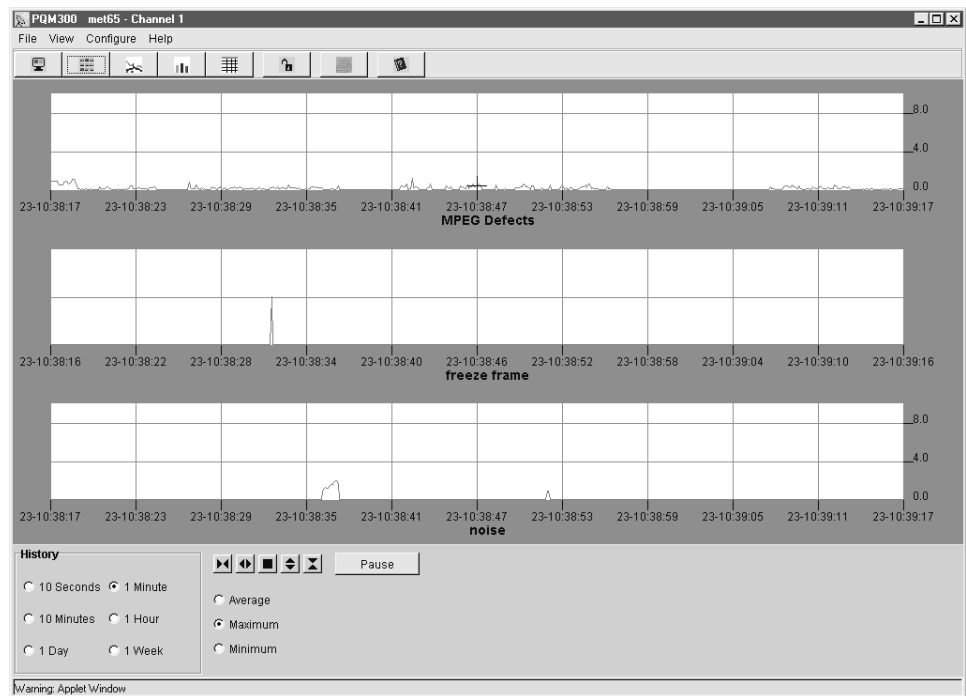 PQM300 met65 - Channel 1
File View Configure Help
8.0
4.0
0.0
23-10:38:17 23-10:38:23 23-10:38:29 23-10:38:35 23-10:38:41 23-10:38:47 23-10:38:53 23-10:38:59 23-10:39:05 23-10:39:11 23-10:39:17
MPEG Defects
23-10:38:16 23-10:38:22 23-10:38:28 23-10:38:34 23-10:38:40 23-10:38:46 23-10:38:52 23-10:38:58 23-10:39:04 23-10:39:10 23-10:39:16
freeze frame
8.0
4.0
0.0
23-10:38:17 23-10:38:23 23-10:38:29 23-10:38:35 23-10:38:41 23-10:38:47 23-10:38:53 23-10:38:59 23-10:39:05 23-10:39:11 23-10:39:17
noise
History
10 Seconds 1 Minute
10 Minutes 1 Hour
1 Day 1 Week
Pause
Average
Maximum
Minimum
Warning: Applet Window